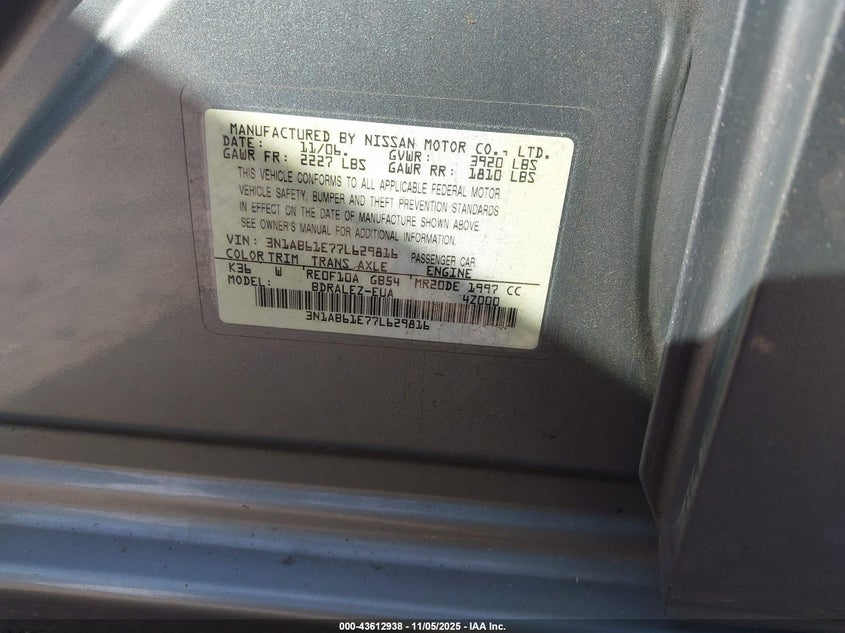 MANUFACTURED BY NISSAN MOTOR CO., LTD.
DATE: 11/06. GVWR: 3920 LBS
GAWR FR: 2227 LBS GAWR RR: 1810 LBS
THIS VEHICLE CONFORMS TO ALL APPLICABLE FEDERAL MOTOR
VEHICLE SAFETY, BUMPER AND THEFT PREVENTION STANDARDS
IN EFFECT ON THE DATE OF MANUFACTURE SHOWN ABOVE.
SEE OWNER'S MANUAL FOR ADDITIONAL INFORMATION.
VIN: 3N1AB61E77L629816 PASSENGER CAR
COLOR TRIM TRANS AXLE ENGINE
K36 W RE0F10A GB54 MR20DE 1997 CC
MODEL: BDRALEZ-EUA 4Z000
3N1AB61E77L629816
000-43612938 - 11/05/2025 - IAA Inc.